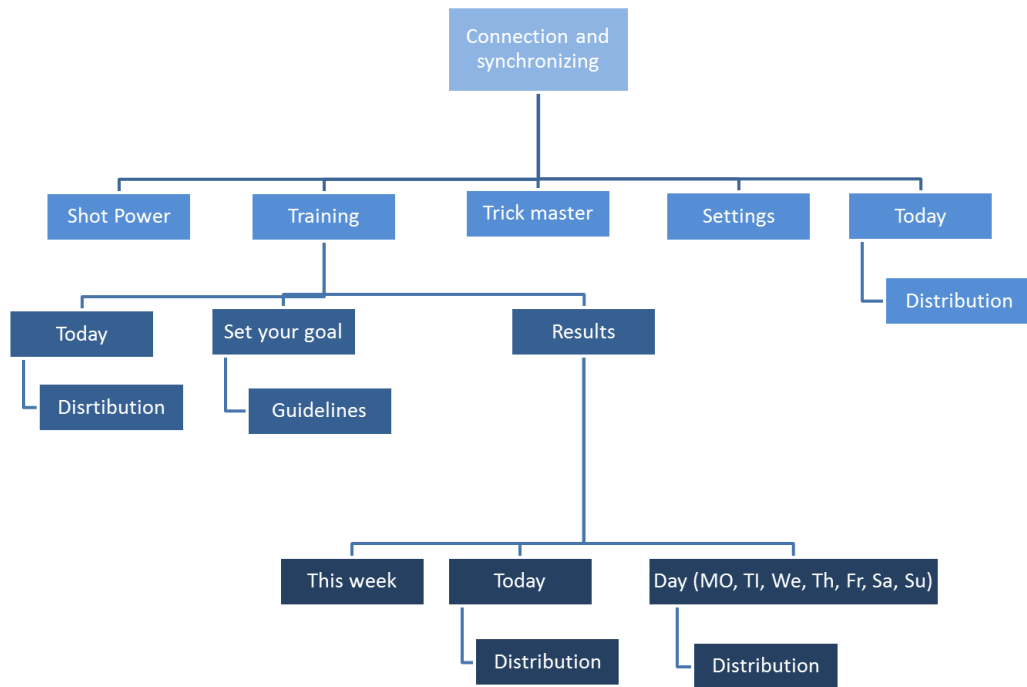 Connection and
synchronizing
Shot Power
Training
Trick master
Settings
Today
Distribution
Today
Set your goal
Results
Disrtibution
Guidelines
This week
Today
Day (MO, TI, We, Th, Fr, Sa, Su)
Distribution
Distribution